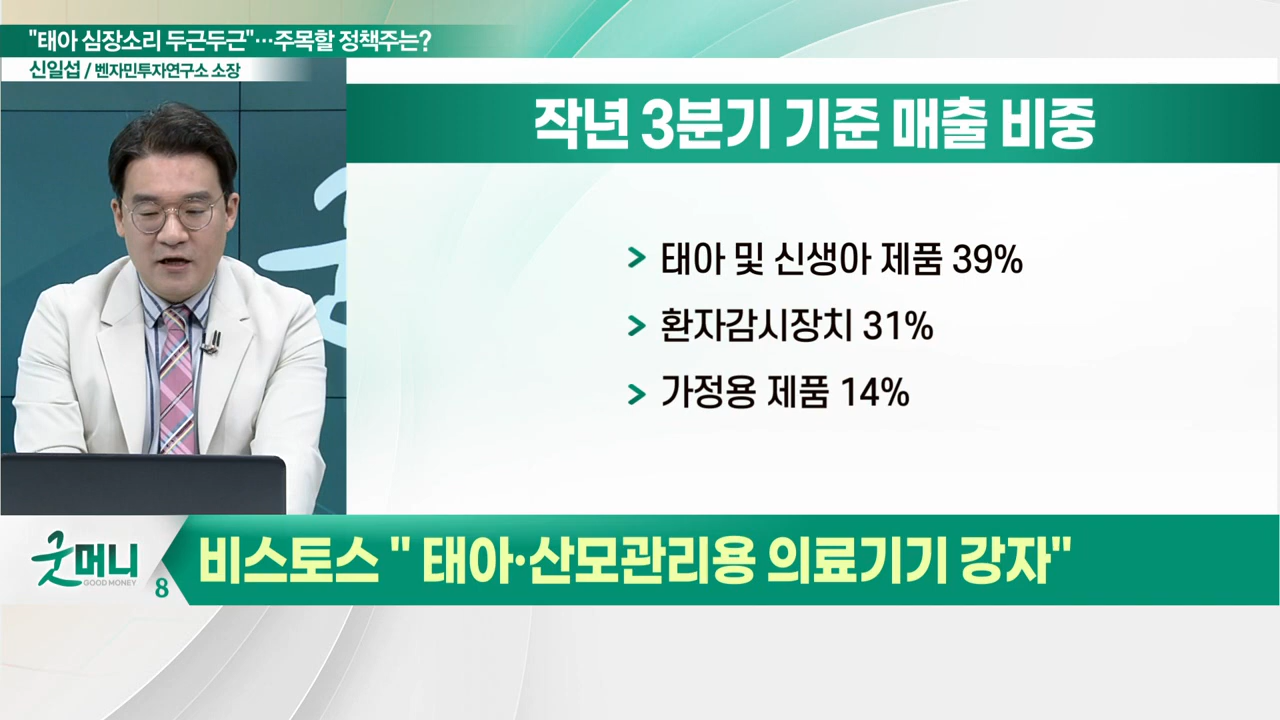 "태아 심장소리 두근두근"…주목할 정책주는?
신일섭 / 벤자민투자연구소 소장
작년 3분기 기준 매출 비중
> 태아 및 신생아 제품 39%
> 환자감시장치 31%
> 가정용 제품 14%
굿머니
GOOD MONEY
8
비스토스 " 태아·산모관리용 의료기기 강자"